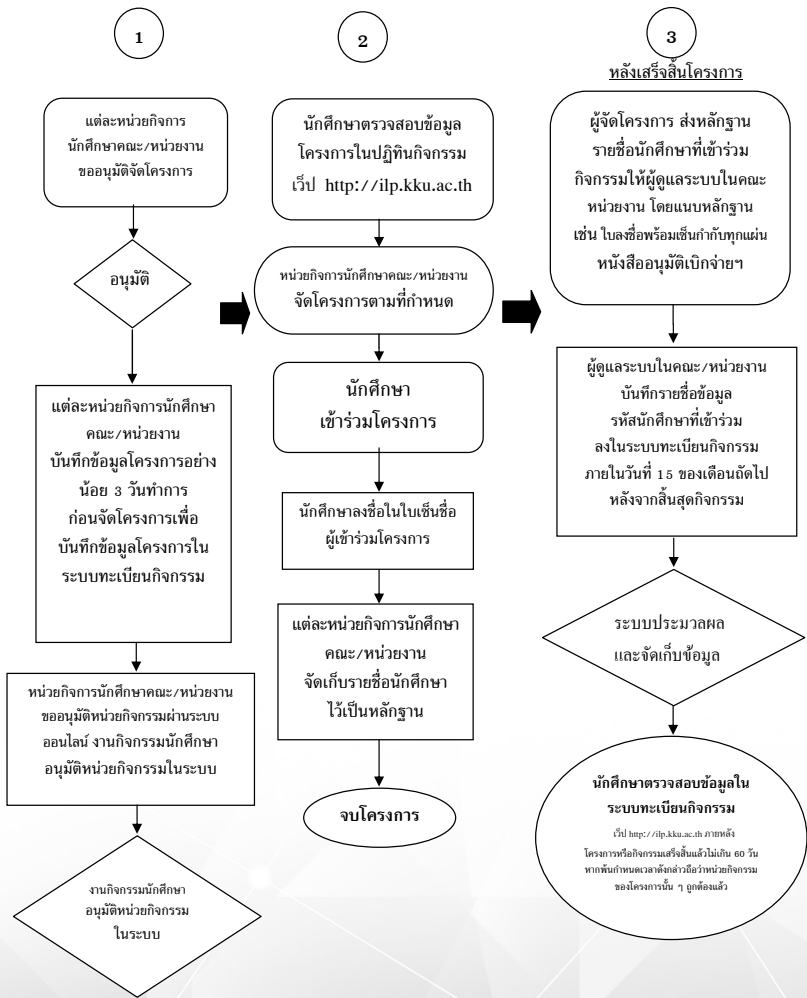 1
แต่ละหน่วยกิจการ
นักศึกษาคณะ/หน่วยงาน
ขออนุมัติจัดโครงการ
อนุมัติ
แต่ละหน่วยกิจการนักศึกษา
คณะ/หน่วยงาน
บันทึกข้อมูลโครงการอย่าง
น้อย 3 วันทำการ
ก่อนจัดโครงการเพื่อ
บันทึกข้อมูลโครงการใน
ระบบทะเบียนกิจกรรม
หน่วยกิจการนักศึกษาคณะ/หน่วยงาน
ขออนุมัติหน่วยกิจกรรมผ่านระบบ
ออนไลน์ งานกิจกรรมนักศึกษา
อนุมัติหน่วยกิจกรรมในระบบ
งานกิจกรรมนักศึกษา
อนุมัติหน่วยกิจกรรม
ในระบบ
2
นักศึกษาตรวจสอบข้อมูล
โครงการในปฏิทินกิจกรรม
เว็ป http://ilp.kku.ac.th
หน่วยกิจการนักศึกษาคณะ/หน่วยงาน
จัดโครงการตามที่กำหนด
นักศึกษา
เข้าร่วมโครงการ
นักศึกษาลงชื่อในใบเซ็นชื่อ
ผู้เข้าร่วมโครงการ
แต่ละหน่วยกิจการนักศึกษา
คณะ/หน่วยงาน
จัดเก็บรายชื่อนักศึกษา
ไว้เป็นหลักฐาน
จบโครงการ
3
หลังเสร็จสิ้นโครงการ
ผู้จัดโครงการ ส่งหลักฐาน
รายชื่อนักศึกษาที่เข้าร่วม
กิจกรรมให้ผู้ดูแลระบบในคณะ
หน่วยงาน โดยแนบหลักฐาน
เช่น ใบลงชื่อพร้อมเซ็นกำกับทุกแผ่น
หนังสืออนุมัติเบิกจ่ายฯ
ผู้ดูแลระบบในคณะ/หน่วยงาน
บันทึกรายชื่อข้อมูล
รหัสนักศึกษาที่เข้าร่วม
ลงในระบบทะเบียนกิจกรรม
ภายในวันที่ 15 ของเดือนถัดไป
หลังจากสิ้นสุดกิจกรรม
ระบบประมวลผล
และจัดเก็บข้อมูล
นักศึกษาตรวจสอบข้อมูลใน
ระบบทะเบียนกิจกรรม
เว็ป http://ilp.kku.ac.th ภายหลัง
โครงการหรือกิจกรรมเสร็จสิ้นแล้วไม่เกิน 60 วัน
หากพ้นกำหนดเวลาดังกล่าวถือว่าหน่วยกิจกรรม
ของโครงการนั้น ๆ ถูกต้องแล้ว